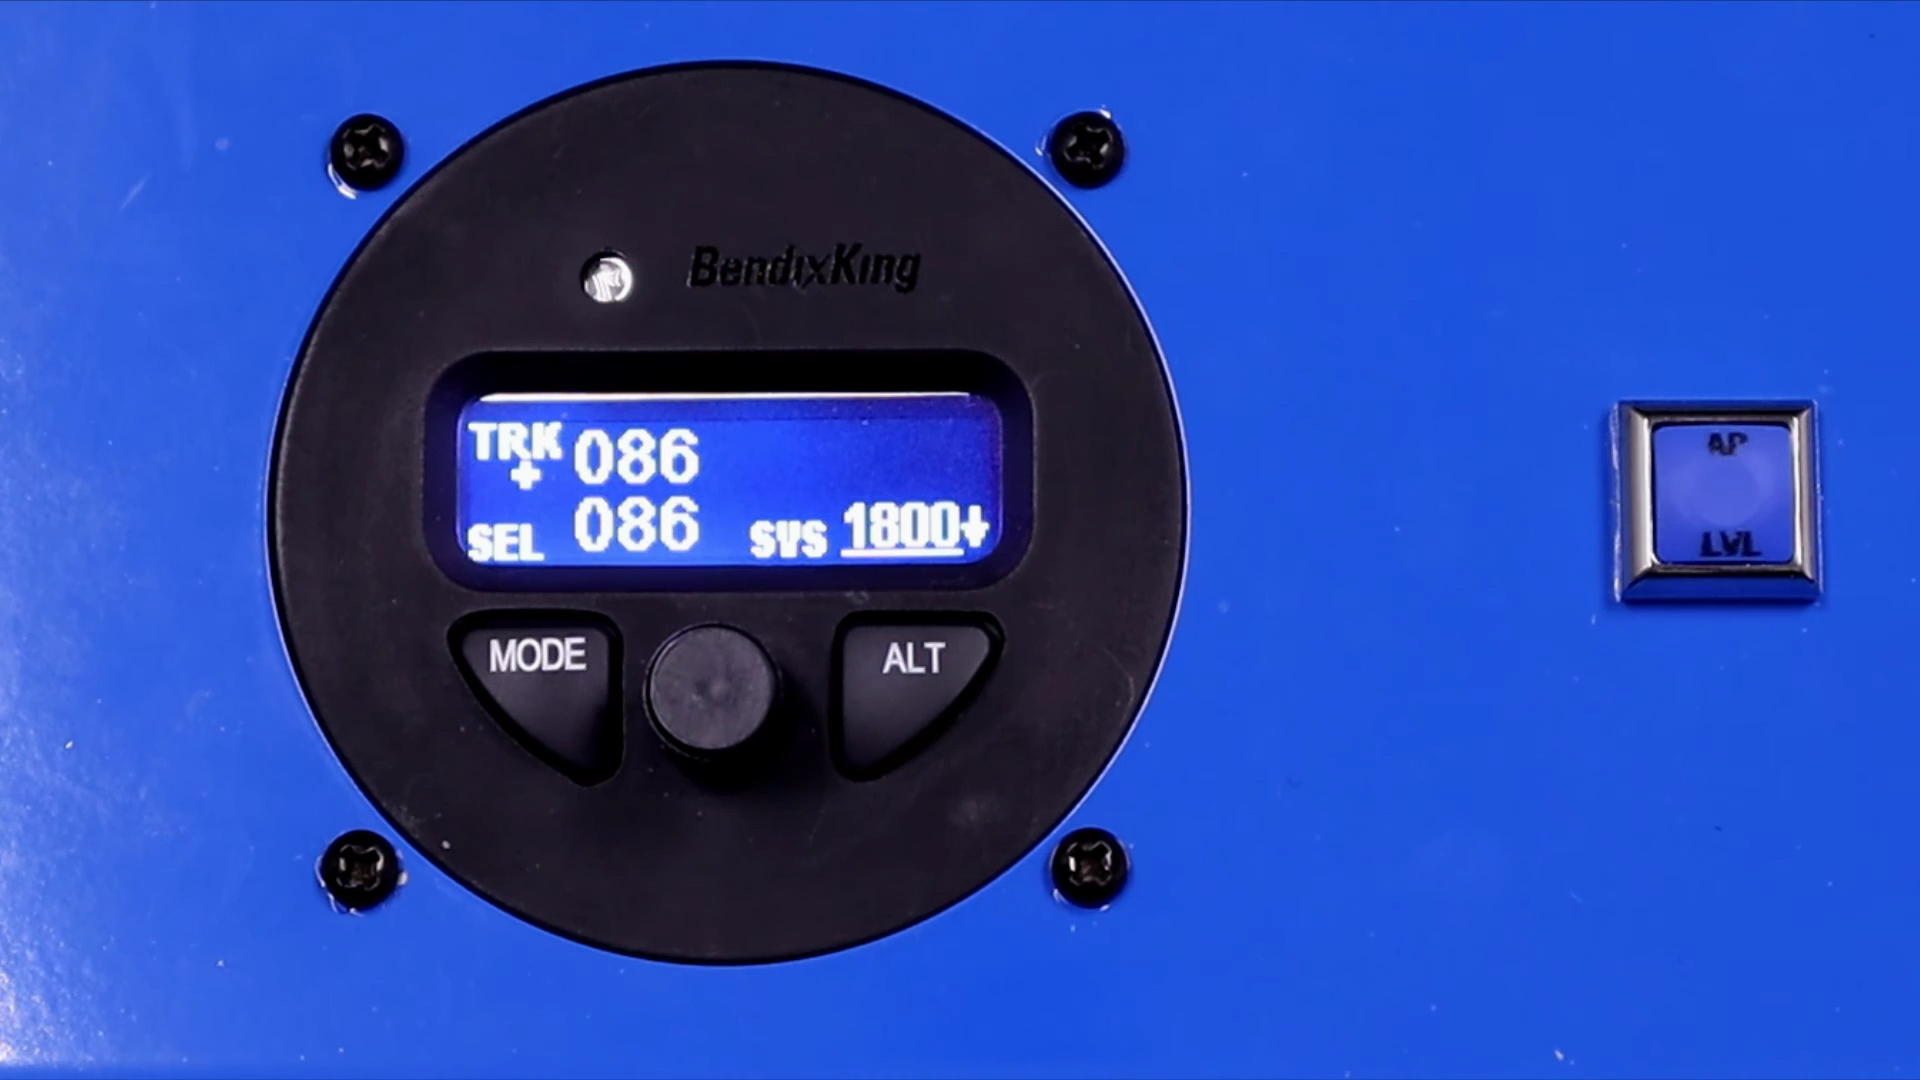 BendixKing
TRK 086
SEL 086 SVS 1800+
MODE ALT
AP
LVL